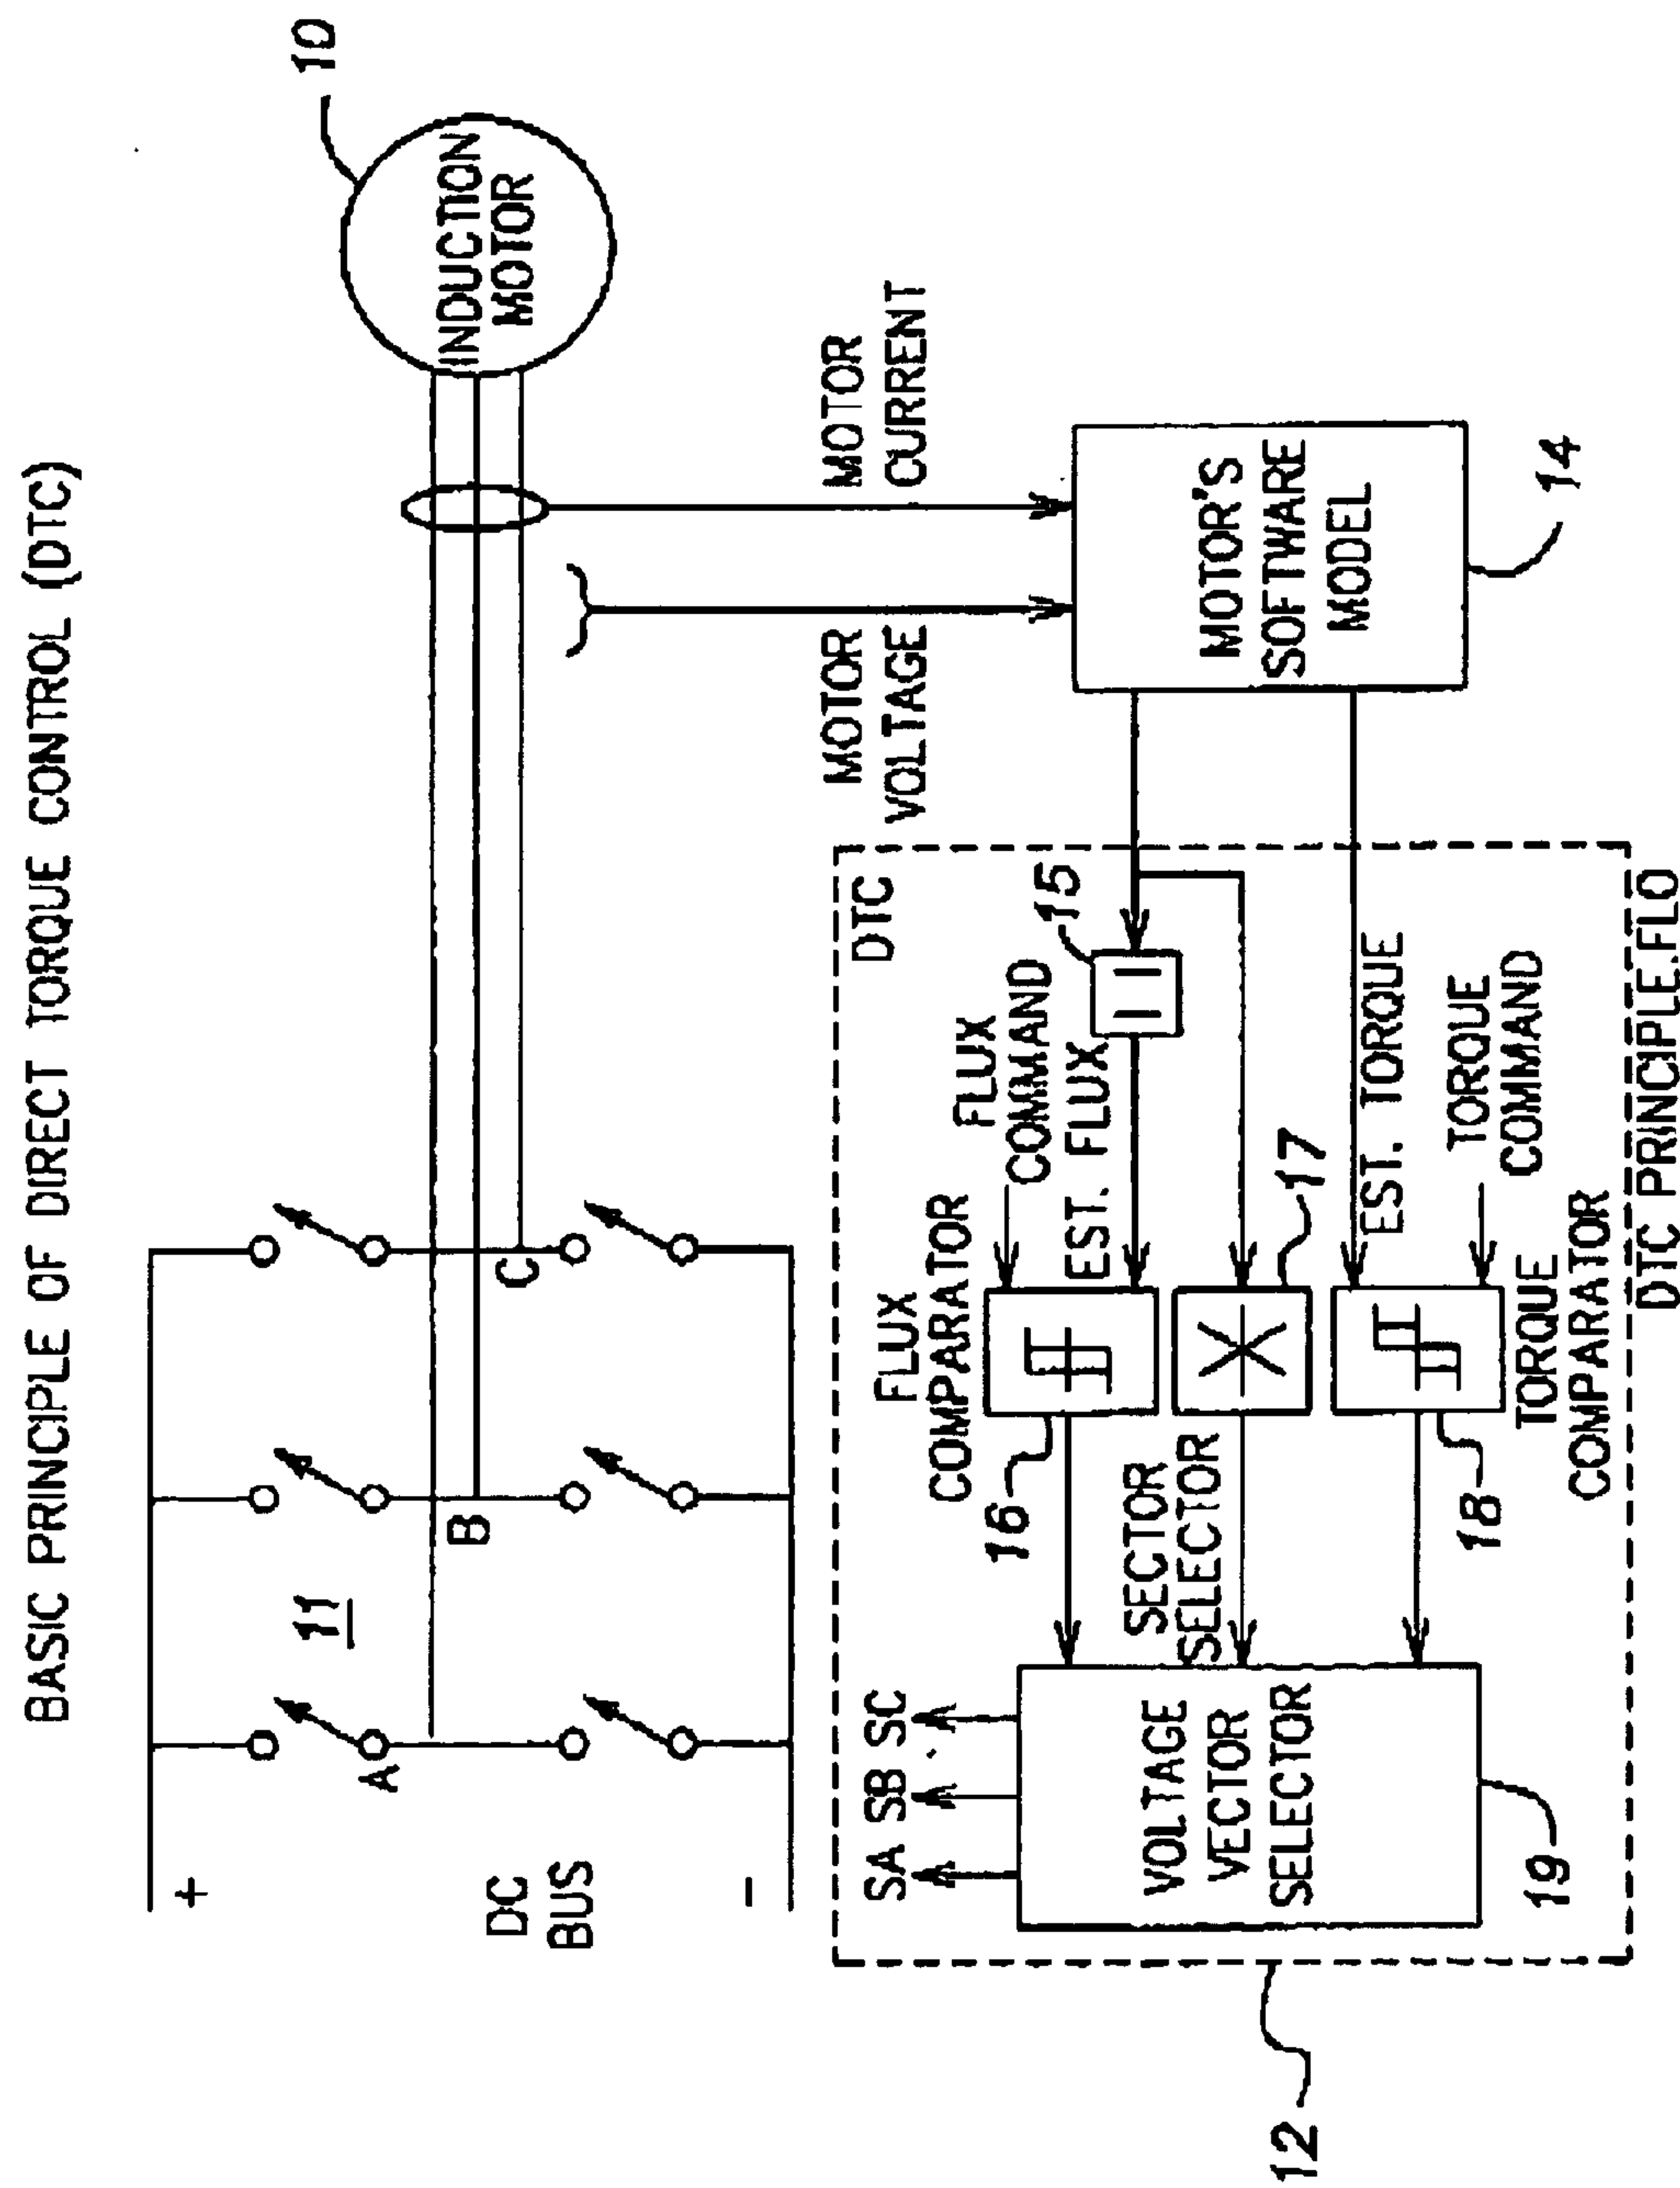 BASIC PRINCIPLE OF DIRECT TORQUE CONTROL (DTC)
+
11
A
B
C
DC
BUS
-
10
INDUCTION
MOTOR
MOTOR
VOLTAGE
MOTOR
CURRENT
SA SB SC
DTC
FLUX
COMPARATOR
FLUX
COMMAND
15
EST. FLUX
16
SECTOR
SELECTOR
17
VOLTAGE
VECTOR
SELECTOR
MOTOR'S
SOFTWARE
MODEL
EST. TORQUE
TORQUE
COMMAND
18
TORQUE
COMPARATOR
19
14
12
DTC PRINCIPLE.FLO